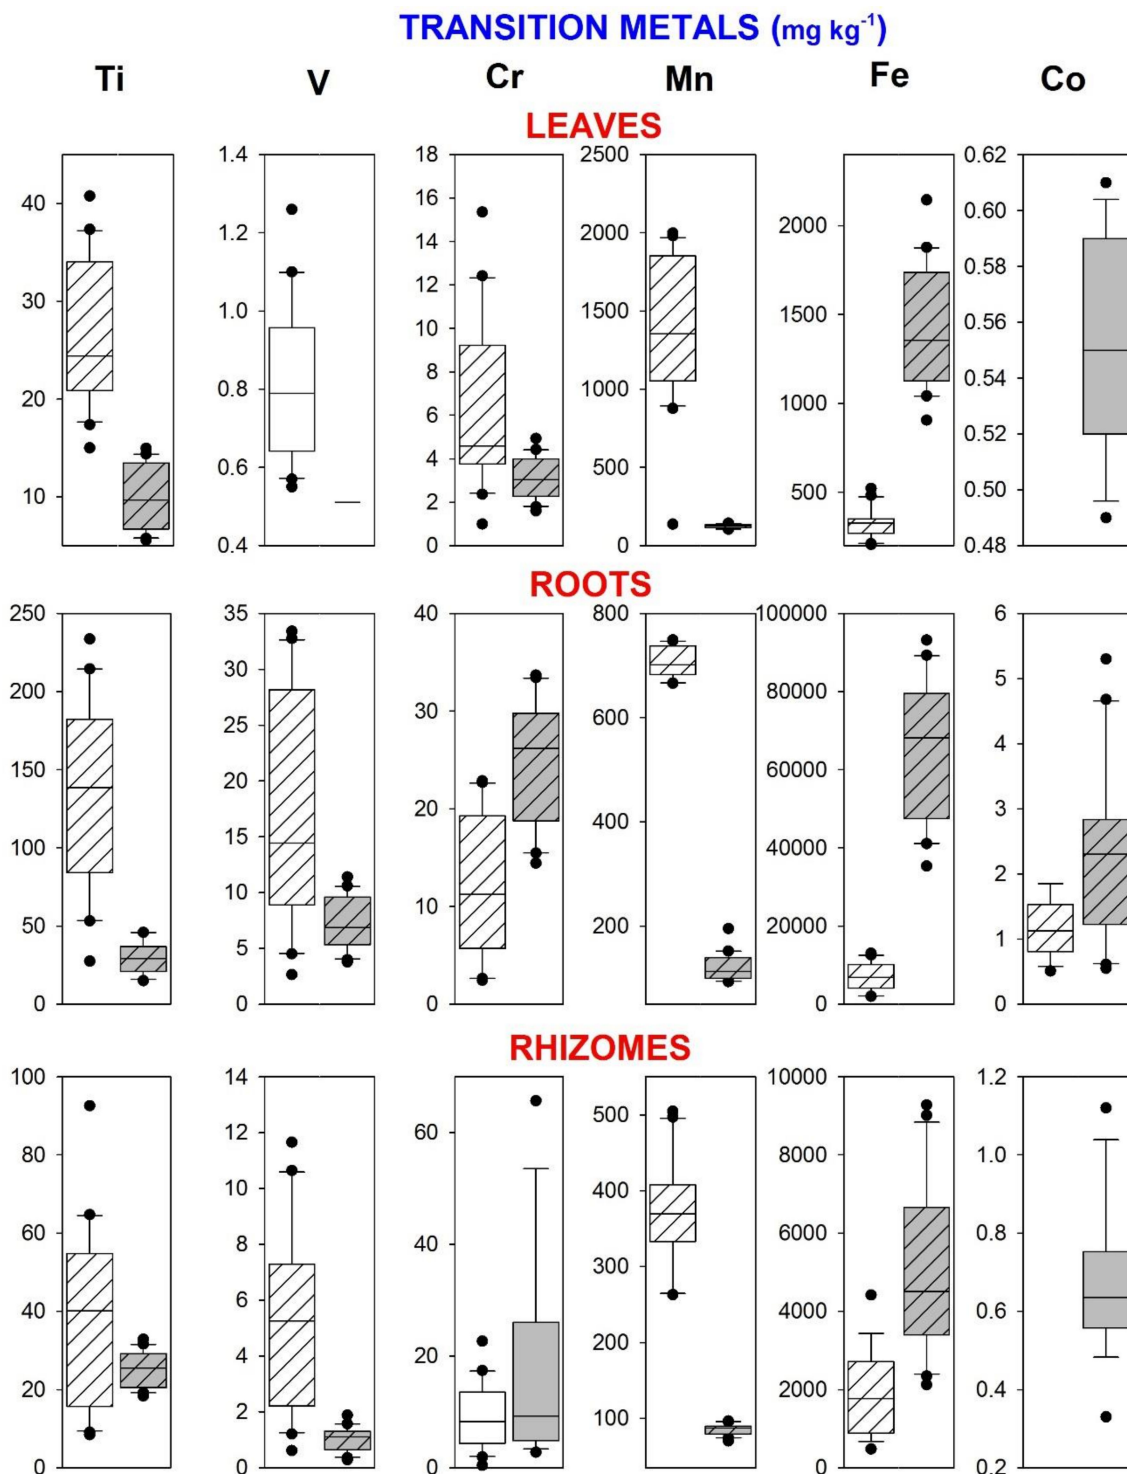 TRANSITION METALS (mg kg-1)
Ti V Cr Mn Fe Co
LEAVES
40 30 20 10
1.4 1.2 1.0 0.8 0.6 0.4
18 16 14 12 10 8 6 4 2 0
2500 2000 1500 1000 500 0
2000 1500 1000 500
0.62 0.60 0.58 0.56 0.54 0.52 0.50 0.48
ROOTS
250 200 150 100 50 0
35 30 25 20 15 10 5 0
40 30 20 10 0
800 600 400 200
100000 80000 60000 40000 20000 0
6 5 4 3 2 1 0
RHIZOMES
100 80 60 40 20 0
14 12 10 8 6 4 2 0
60 40 20 0
500 400 300 200 100
10000 8000 6000 4000 2000 0
1.2 1.0 0.8 0.6 0.4 0.2